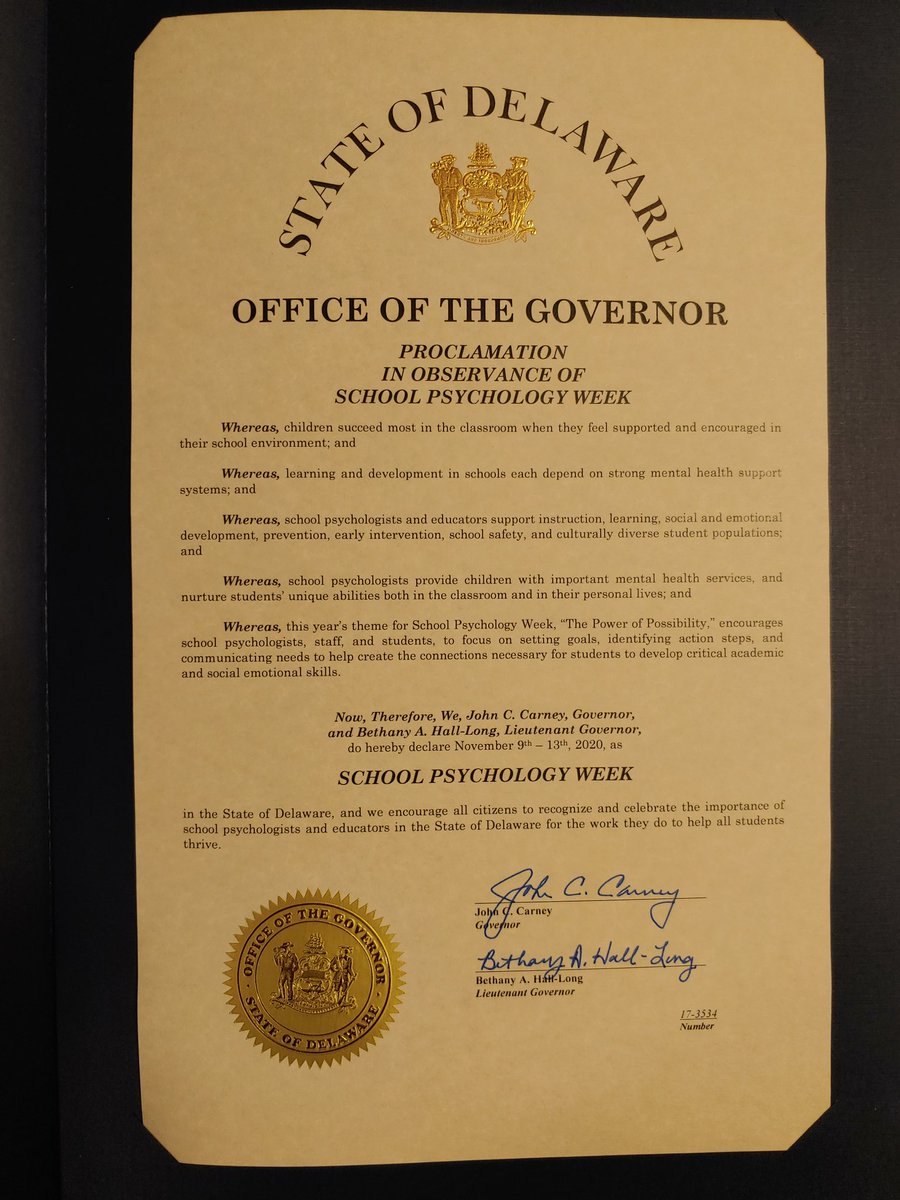 STATE OF DELAWARE
OFFICE OF THE GOVERNOR
PROCLAMATION
IN OBSERVANCE OF
SCHOOL PSYCHOLOGY WEEK
Whereas, children succeed most in the classroom when they feel supported and encouraged in
their school environment; and
Whereas, learning and development in schools each depend on strong mental health support
systems; and
Whereas, school psychologists and educators support instruction, learning, social and emotional
development, prevention, early intervention, school safety, and culturally diverse student populations;
and
Whereas, school psychologists provide children with important mental health services, and
nurture students' unique abilities both in the classroom and in their personal lives; and
Whereas, this year's theme for School Psychology Week, "The Power of Possibility," encourages
school psychologists, staff, and students, to focus on setting goals, identifying action steps, and
communicating needs to help create the connections necessary for students to develop critical academic
and social emotional skills.
Now, Therefore, We, John C. Carney, Governor,
and Bethany A. Hall-Long, Lieutenant Governor,
do hereby declare November 9th – 13th, 2020, as
SCHOOL PSYCHOLOGY WEEK
in the State of Delaware, and we encourage all citizens to recognize and celebrate the importance of
school psychologists and educators in the State of Delaware for the work they do to help all students
thrive.
John C. Carney
John C. Carney
Governor
Bethany A. Hall-Long
Bethany A. Hall-Long
Lieutenant Governor
17-3534
Number
OFFICE OF THE GOVERNOR
STATE OF DELAWARE